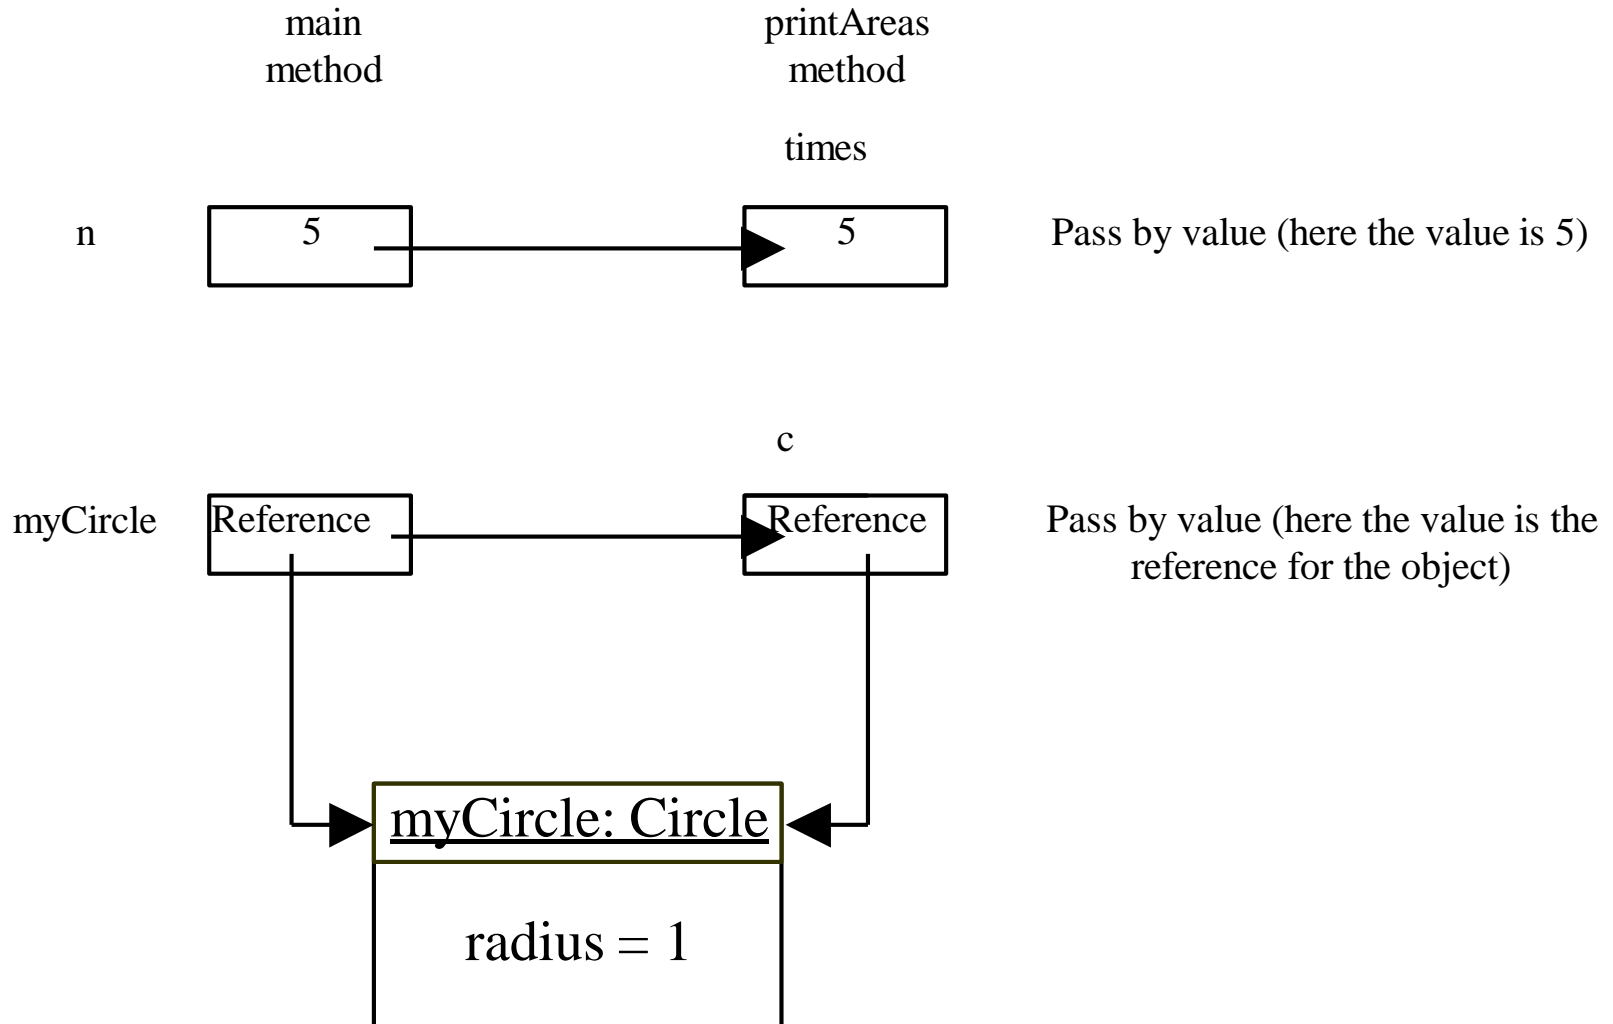 main
method
printAreas
method
times
n
5
5
Pass by value (here the value is 5)
c
myCircle
Reference
Reference
Pass by value (here the value is the
reference for the object)
myCircle: Circle
radius = 1